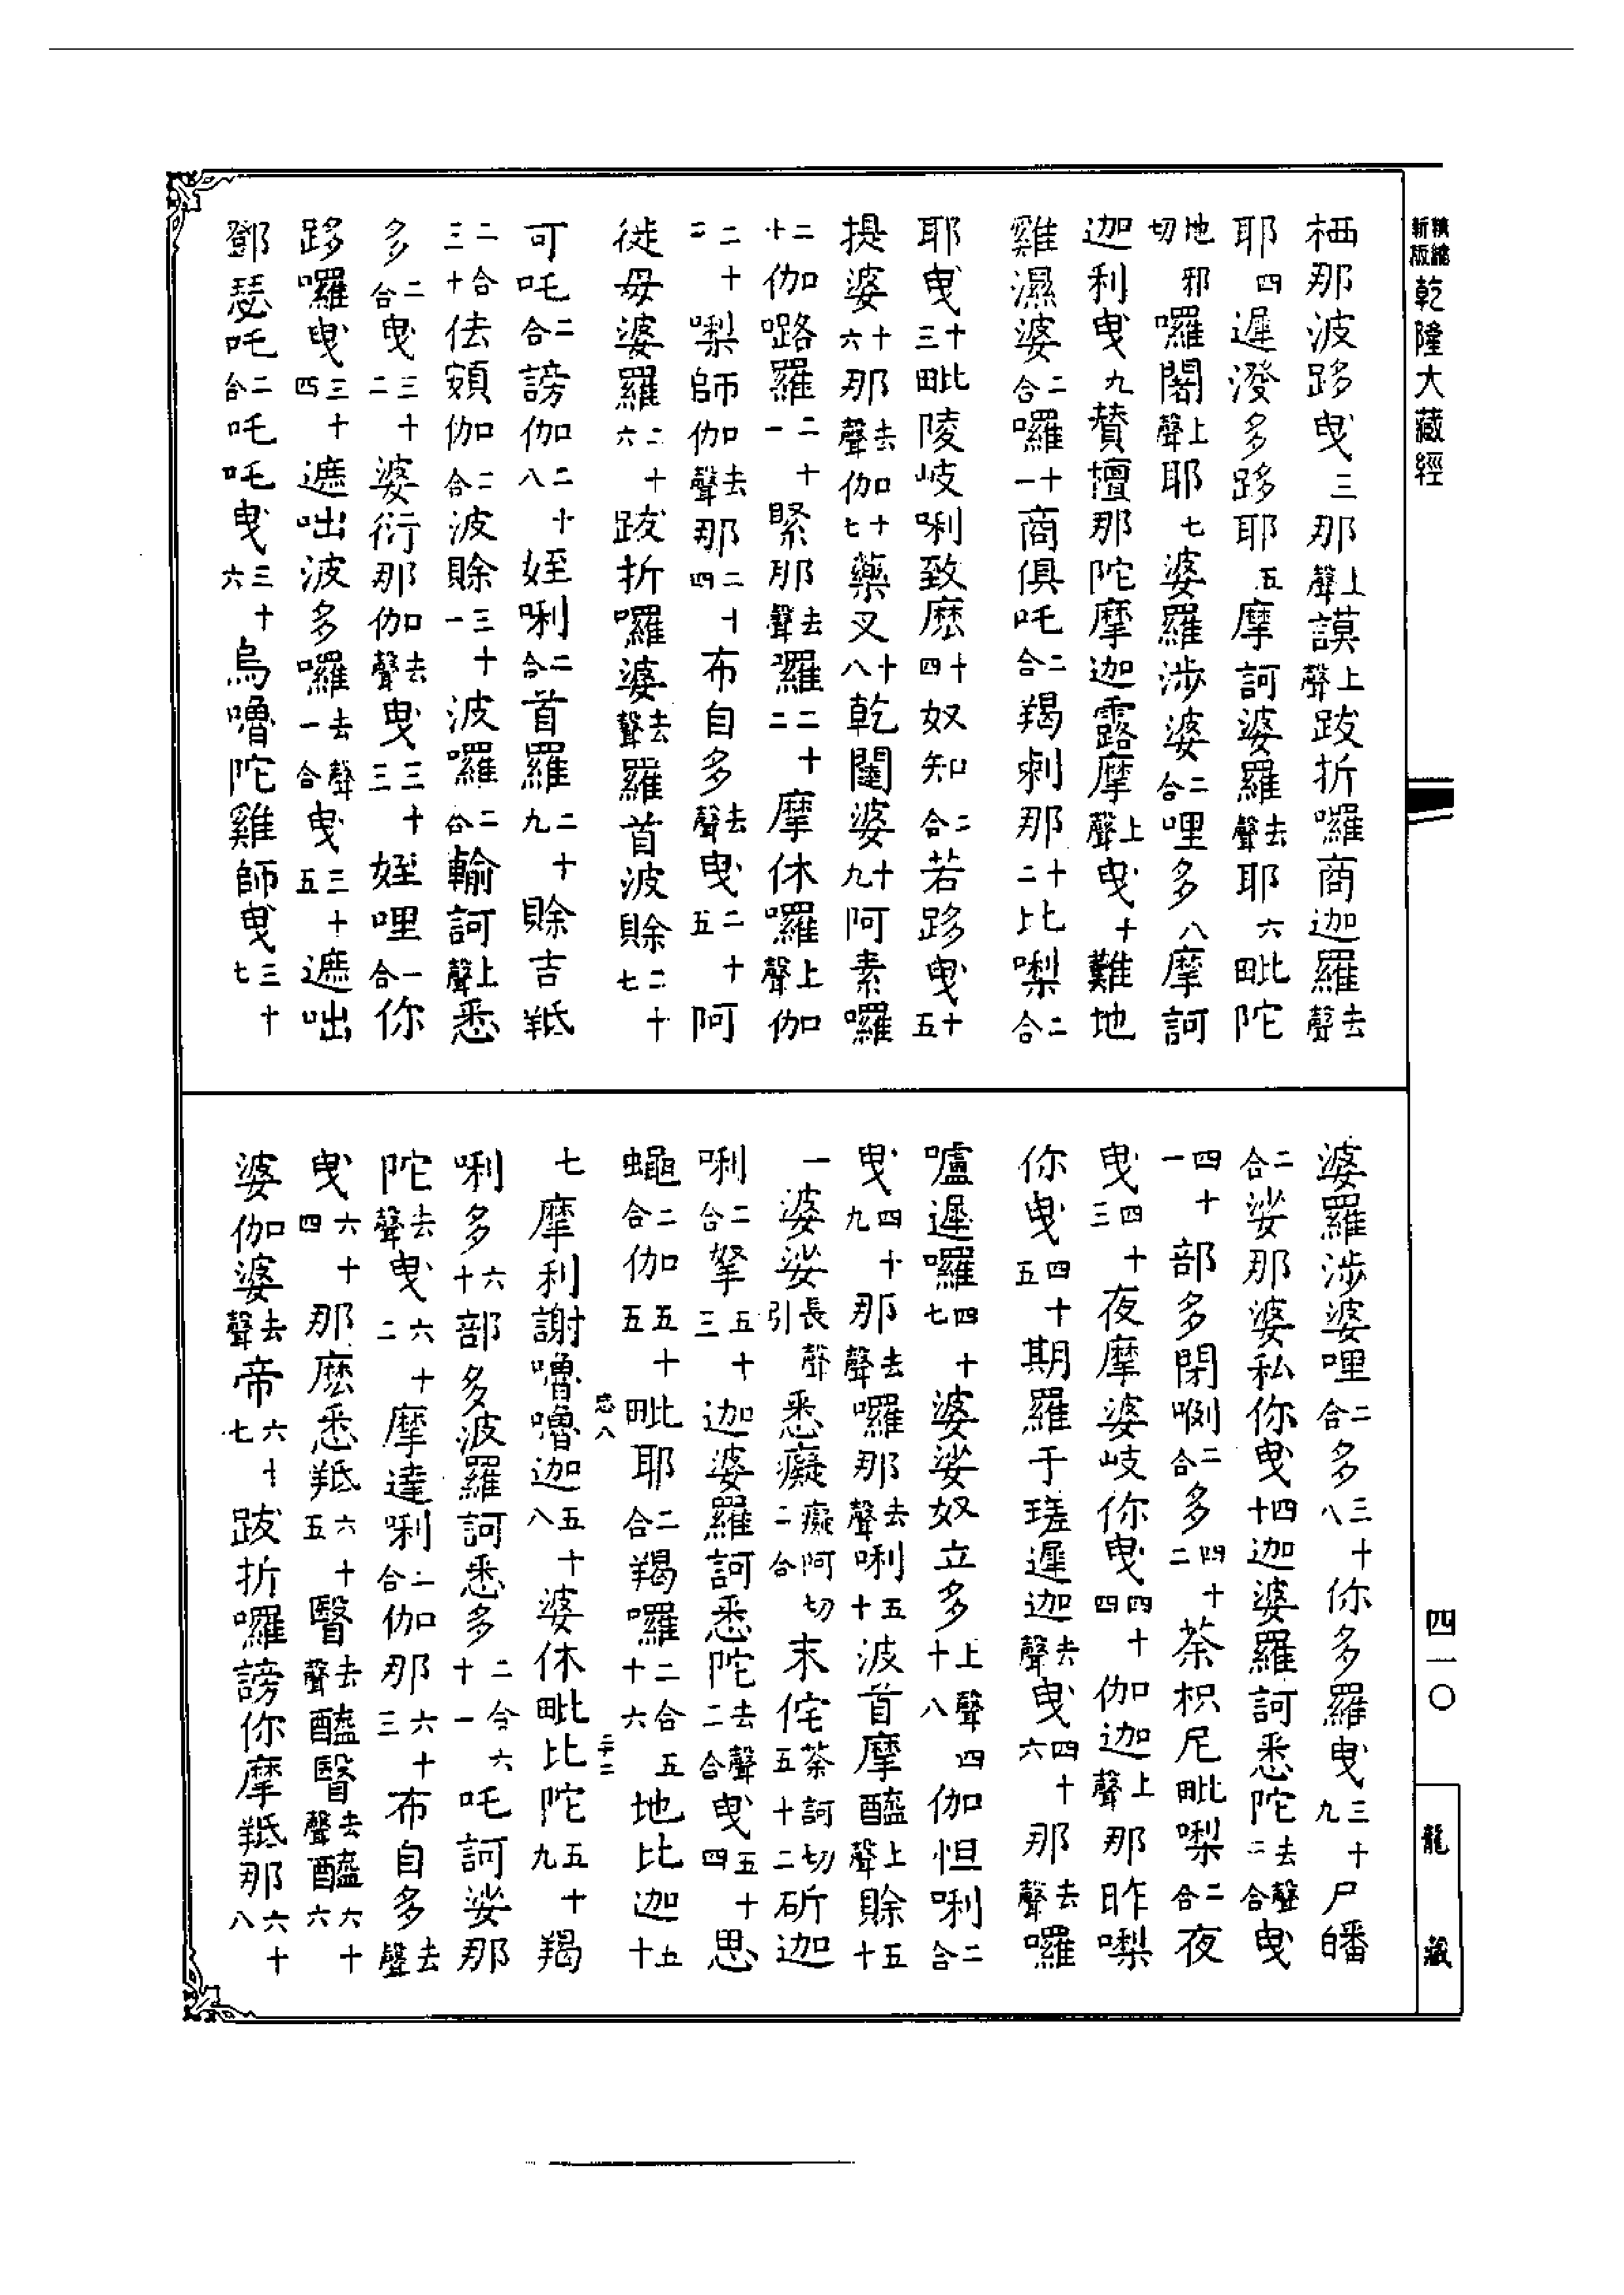 精縮新版 乾隆大藏經
四一〇
龍藏
栖那波跢曳三那上聲謨上聲跋折囉商迦羅去聲
耶四遲潑多跢耶五摩訶婆羅去聲耶六毗陀
地邪切囉闍上聲耶七婆羅涉婆二合哩多八摩訶
迦利曳九贊壇那陀摩迦露摩上聲曳十難地
雞濕婆二合囉十一商俱吒二合羯剌那十二比㗚二合
耶曳十三毗陵岐唎致麽十四奴知二合若跢曳十五
提婆十六那去聲伽十七藥叉十八乾闥婆十九阿素囉
二十伽嚕羅二十一緊那去聲囉二十二摩休囉上聲伽
二十三㗚師伽去聲那二十四布自多去聲曳二十五阿
徙母婆羅二十六跋折囉婆去聲羅首波賒二十七
可吒二合謗伽二十八姪唎二合首羅二十九賒吉羝
二合三十佉頞伽二合波賒三十一波囉二合輸訶上聲悉
多二合曳三十二婆衍那伽去聲曳三十三姪哩一合你
跢囉曳三十四遮咄波多囉去聲一合曳三十五遮咄
鄧瑟吒二合吒吒曳三十六烏嚕陀雞師曳三十七
婆羅涉婆哩二合多三十八你多羅曳三十九尸皤
二合娑那婆私你曳四十迦婆羅訶悉陀去聲二合曳
四十一部多閉唎二合多四十二荼枳尼毗㗚二合夜
曳四十三夜摩婆岐你曳四十四伽迦上聲那昨㗚
你曳四十五期羅于瑳遲迦去聲曳四十六那去聲囉
嚧遲囉四十七婆娑奴立多上聲四十八伽怛唎二合
曳四十九那去聲囉那去聲唎五十波首摩醯上聲賒五十
一婆娑長聲引悉癡癡阿切二合末侘荼訶切五十二斫迦
唎二合拏五十三迦婆羅訶悉陀去聲二合曳五十四思
蠅二合伽五十五毗耶二合羯囉二合五十六地比迦五十
七摩利謝嚕嚕迦五十八婆休毗比陀五十九羯
唎多六十部多波羅訶悉多二合六十一吒訶娑那
陀去聲曳六十二摩達唎二合伽那六十三布自多去聲
曳六十四那麽悉羝六十五醫去聲醯醫去聲醯六十六
婆伽婆去聲帝六十七跋折囉謗你摩羝那六十八